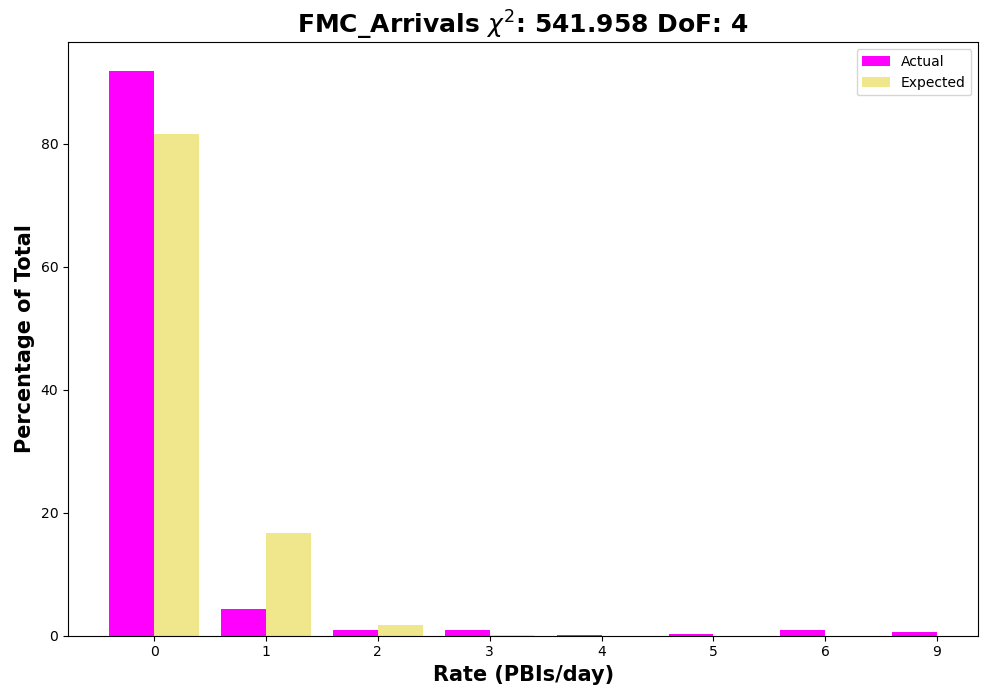 FMC_Arrivals χ²: 541.958 DoF: 4
Actual
Expected
Percentage of Total
80
60
40
20
0
0 1 2 3 4 5 6 9
Rate (PBIs/day)